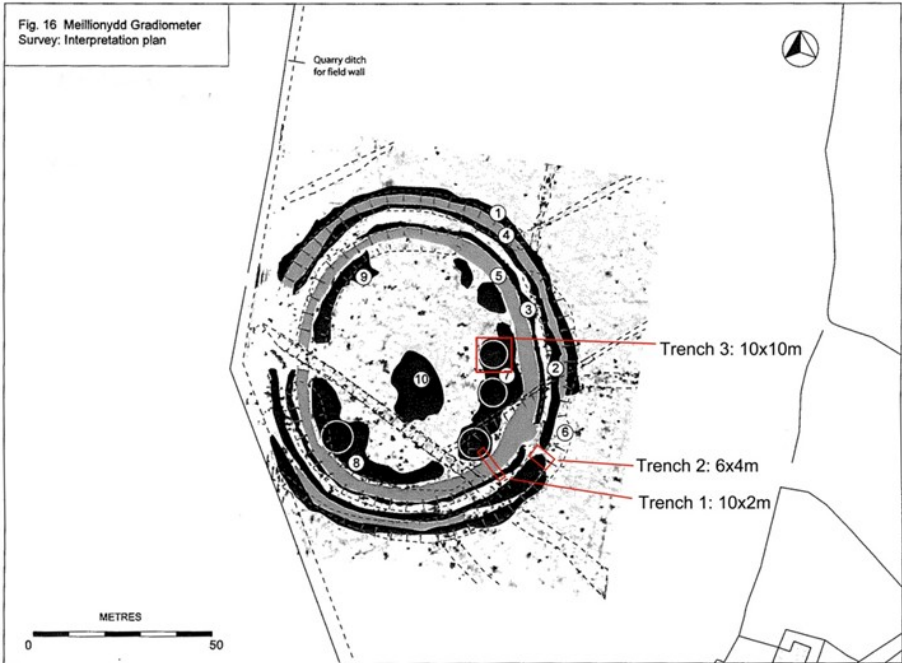 Fig. 16 Meillionydd Gradiometer
Survey: Interpretation plan
Quarry ditch
for field wall
1
4
5
9
3
2
7
10
6
8
Trench 3: 10x10m
Trench 2: 6x4m
Trench 1: 10x2m
METRES
0 50